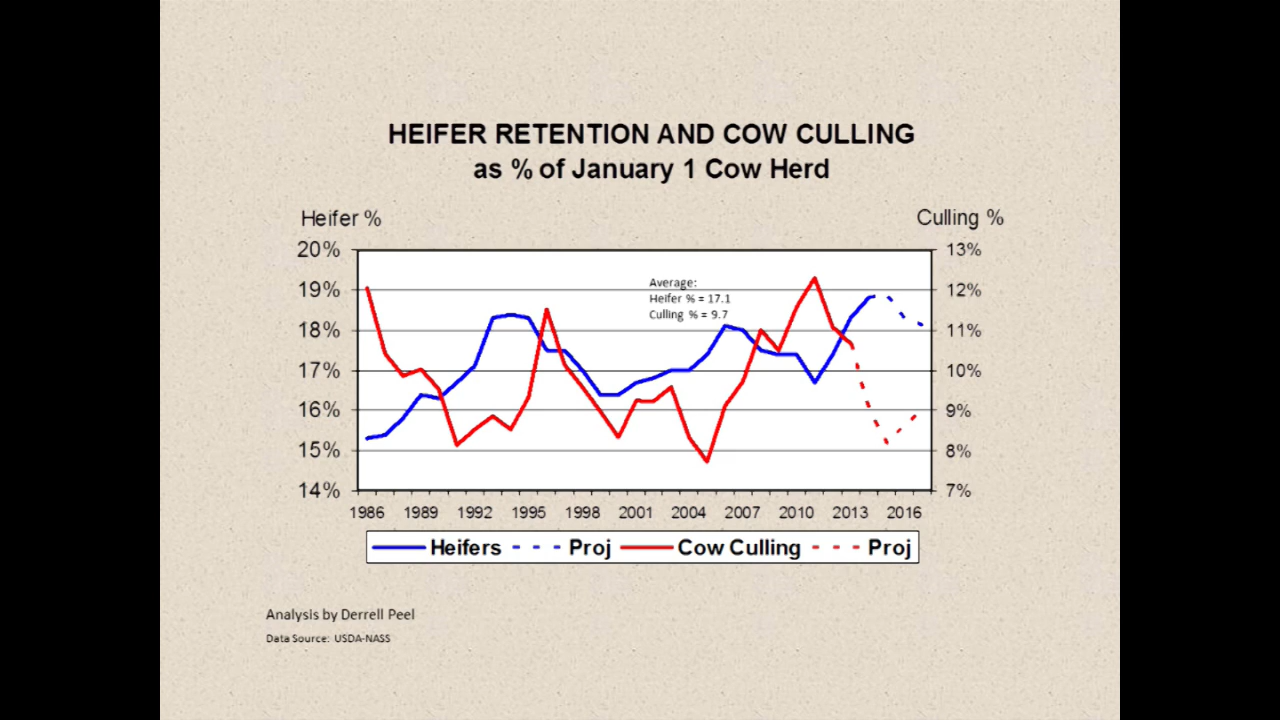 HEIFER RETENTION AND COW CULLING
as % of January 1 Cow Herd
Heifer %
Culling %
20%
19%
18%
17%
16%
15%
14%
Average:
Heifer % = 17.1
Culling % = 9.7
13%
12%
11%
10%
9%
8%
7%
1986 1989 1992 1995 1998 2001 2004 2007 2010 2013 2016
Heifers Proj Cow Culling Proj
Analysis by Derrell Peel
Data Source: USDA-NASS